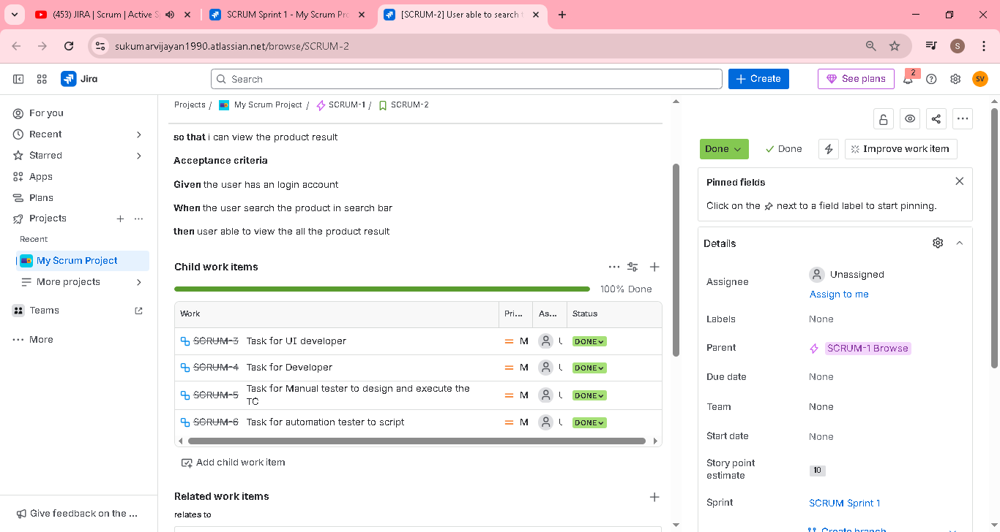 (453) JIRA | Scrum | Active S
SCRUM Sprint 1 - My Scrum Pr
[SCRUM-2] User able to search t
sukumarvijayan1990.atlassian.net/browse/SCRUM-2
S
Jira
Search
Create
See plans
2
SV
For you
Recent
Starred
Apps
Plans
Projects
Recent
My Scrum Project
More projects
Teams
More
Give feedback on the ...
Projects / My Scrum Project / SCRUM-1 / SCRUM-2
so that i can view the product result
Acceptance criteria
Given the user has an login account
When the user search the product in search bar
then user able to view the all the product result
Child work items
100% Done
Work Pri... As... Status
SCRUM-3 Task for UI developer M U DONE
SCRUM-4 Task for Developer M U DONE
SCRUM-5 Task for Manual tester to design and execute the TC M U DONE
SCRUM-6 Task for automation tester to script M U DONE
Add child work item
Related work items
relates to
Done
Done
Improve work item
Pinned fields
Click on the next to a field label to start pinning.
Details
Assignee Unassigned
Assign to me
Labels None
Parent SCRUM-1 Browse
Due date None
Team None
Start date None
Story point estimate 10
Sprint SCRUM Sprint 1
Create branch